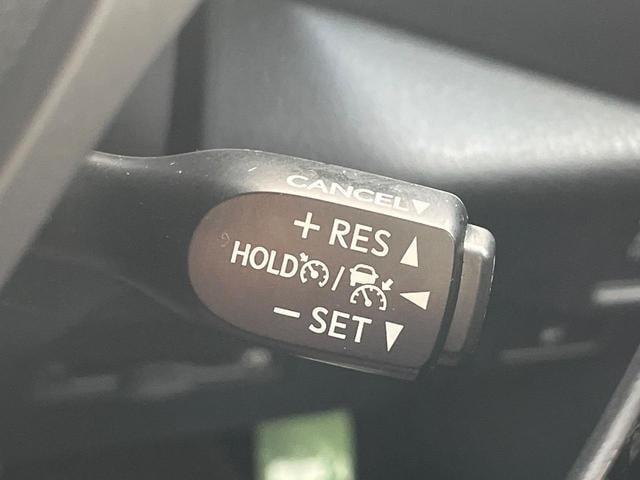 CANCEL▼
+ RES ▲
HOLD / ◀
− SET ▼